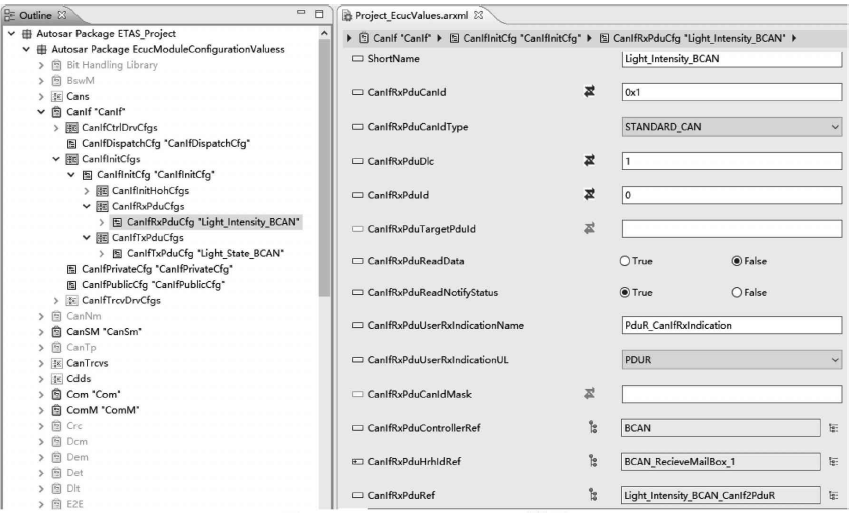 Outline
Autosar Package ETAS_Project
Autosar Package EcucModuleConfigurationValuess
Bit Handling Library
BswM
Cans
CanIf "CanIf"
CanIfCtrlDrvCfgs
CanIfDispatchCfg "CanIfDispatchCfg"
CanIfInitCfgs
CanIfInitCfg "CanIfInitCfg"
CanIfInitHohCfgs
CanIfRxPduCfgs
CanIfRxPduCfg "Light_Intensity_BCAN"
CanIfTxPduCfgs
CanIfTxPduCfg "Light_State_BCAN"
CanIfPrivateCfg "CanIfPrivateCfg"
CanIfPublicCfg "CanIfPublicCfg"
CanIfTrcvDrvCfgs
CanNm
CanSM "CanSm"
CanTp
CanTrcvs
Cdds
Com "Com"
ComM "ComM"
Crc
Dcm
Dem
Det
Dlt
E2E
Project_EcucValues.arxml
CanIf "CanIf" CanIfInitCfg "CanIfInitCfg" CanIfRxPduCfg "Light_Intensity_BCAN"
ShortName Light_Intensity_BCAN
CanIfRxPduCanId 0x1
CanIfRxPduCanIdType STANDARD_CAN
CanIfRxPduDlc 1
CanIfRxPduId 0
CanIfRxPduTargetPduId
CanIfRxPduReadData True False
CanIfRxPduReadNotifyStatus True False
CanIfRxPduUserRxIndicationName PduR_CanIfRxIndication
CanIfRxPduUserRxIndicationUL PDUR
CanIfRxPduCanIdMask
CanIfRxPduControllerRef BCAN
CanIfRxPduHrhIdRef BCAN_RecieveMailBox_1
CanIfRxPduRef Light_Intensity_BCAN_CanIf2PduR